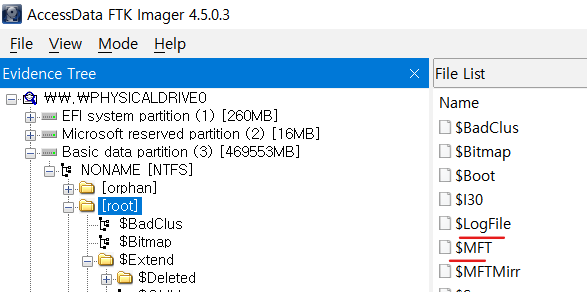 AccessData FTK Imager 4.5.0.3
File View Mode Help
Evidence Tree
₩₩.₩PHYSICALDRIVE0
EFI system partition (1) [260MB]
Microsoft reserved partition (2) [16MB]
Basic data partition (3) [469553MB]
NONAME [NTFS]
[orphan]
[root]
$BadClus
$Bitmap
$Extend
$Deleted
File List
Name
$BadClus
$Bitmap
$Boot
$I30
$LogFile
$MFT
$MFTMirr